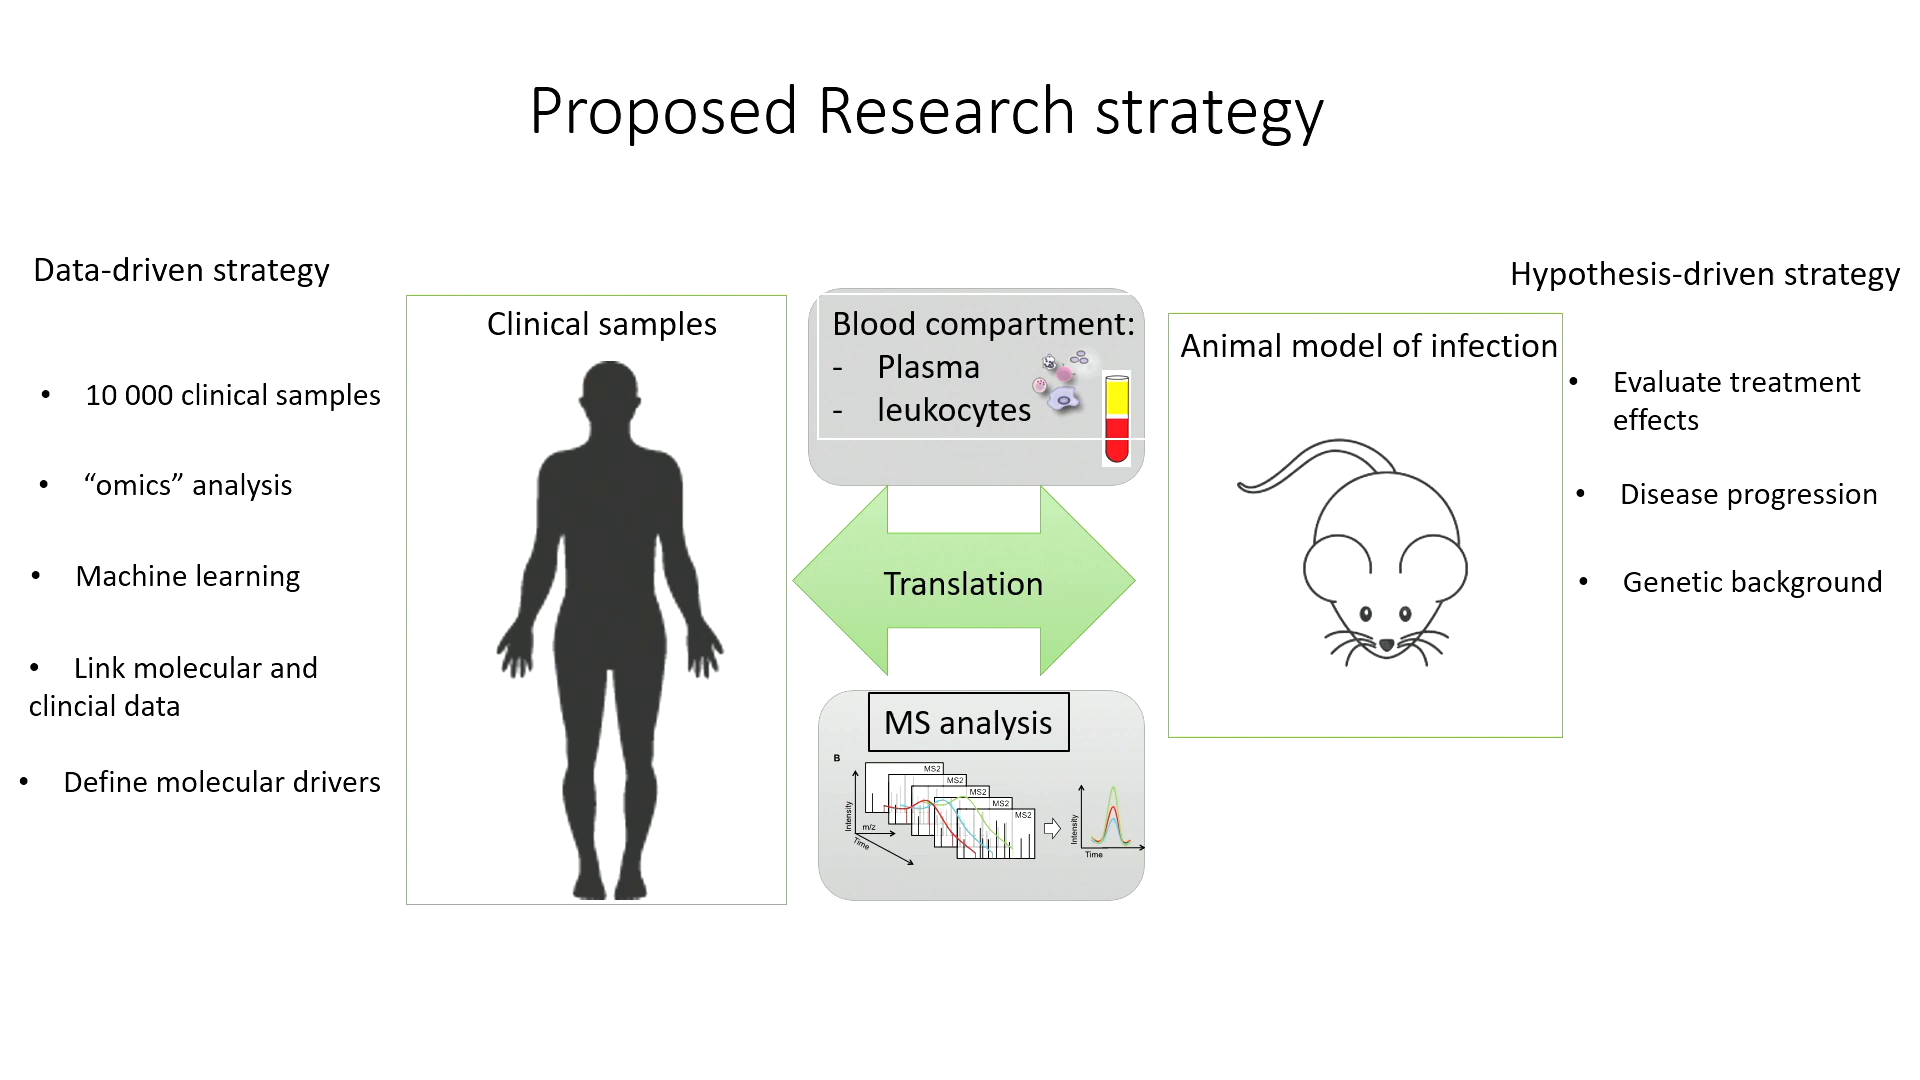 Proposed Research strategy
Data-driven strategy
• 10 000 clinical samples
• “omics” analysis
• Machine learning
• Link molecular and
clincial data
• Define molecular drivers
Clinical samples
Blood compartment:
- Plasma
- leukocytes
Translation
MS analysis
B
MS2
MS2
MS2
MS2
MS2
Intensity
m/z
Time
Intensity
Time
Hypothesis-driven strategy
Animal model of infection
• Evaluate treatment
effects
• Disease progression
• Genetic background